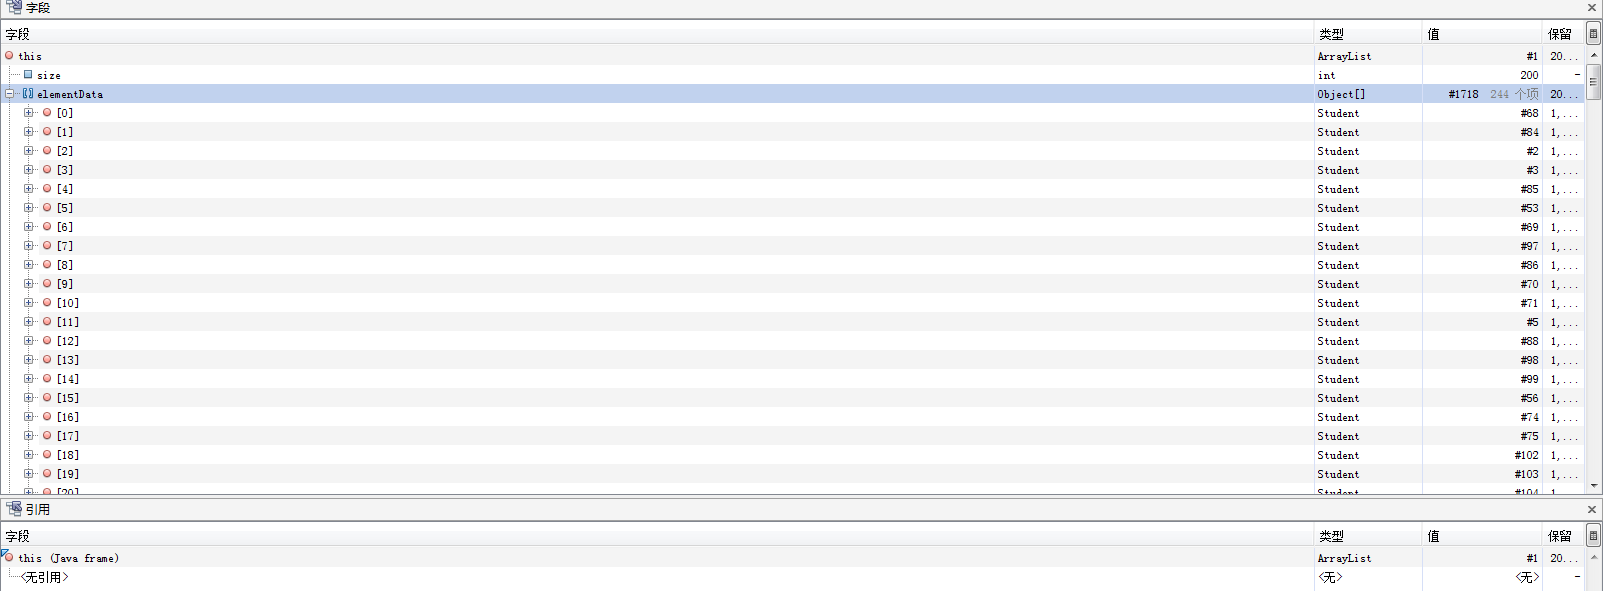 字段
字段 类型 值 保留
this ArrayList #1 20...
size int 200 -
elementData Object[] #1718 244 个项 20...
[0] Student #68 1,...
[1] Student #84 1,...
[2] Student #2 1,...
[3] Student #3 1,...
[4] Student #85 1,...
[5] Student #53 1,...
[6] Student #69 1,...
[7] Student #97 1,...
[8] Student #86 1,...
[9] Student #70 1,...
[10] Student #71 1,...
[11] Student #5 1,...
[12] Student #88 1,...
[13] Student #98 1,...
[14] Student #99 1,...
[15] Student #56 1,...
[16] Student #74 1,...
[17] Student #75 1,...
[18] Student #102 1,...
[19] Student #103 1,...
[20] Student #104 1,...
引用
字段 类型 值 保留
this (Java frame) ArrayList #1 20...
<无引用> <无> <无> -